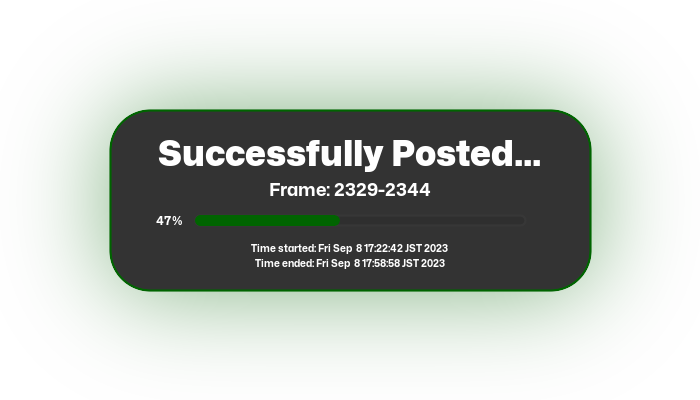 Successfully Posted...
Frame: 2329-2344
47%
Time started: Fri Sep 8 17:22:42 JST 2023
Time ended: Fri Sep 8 17:58:58 JST 2023